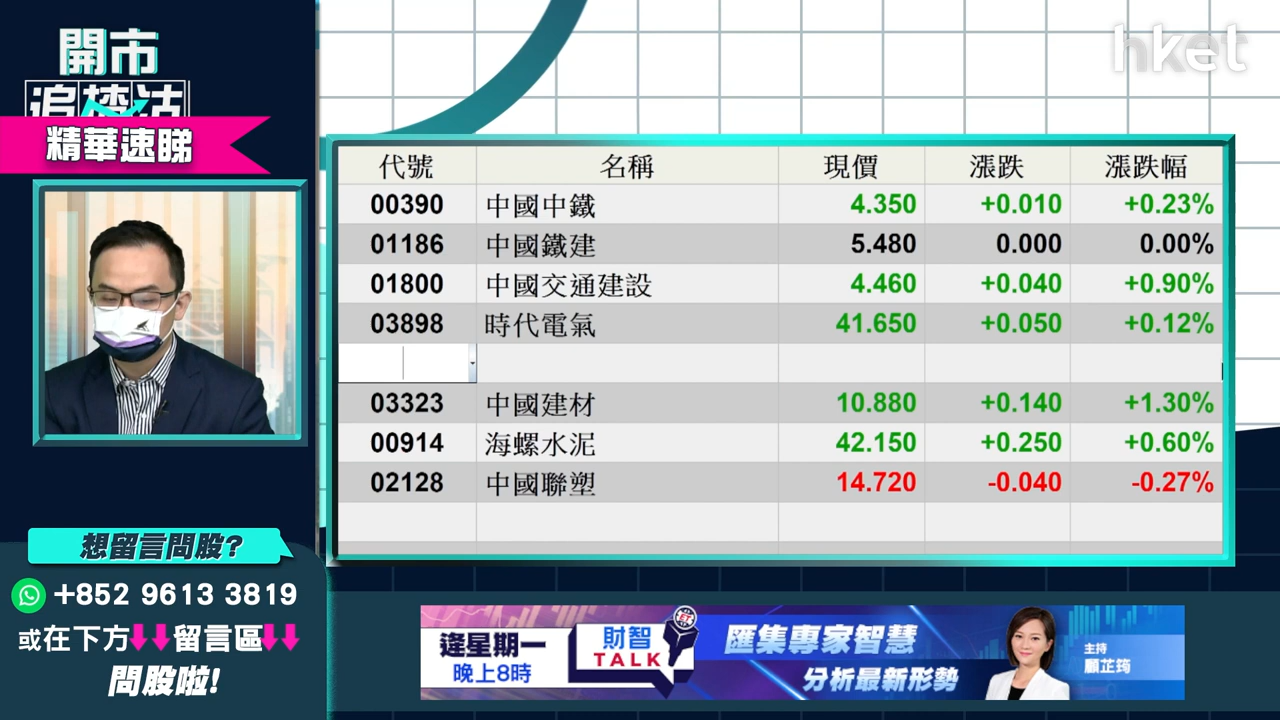 開市
追揸沽
精華速睇
hket
代號 名稱 現價 漲跌 漲跌幅
00390 中國中鐵 4.350 +0.010 +0.23%
01186 中國鐵建 5.480 0.000 0.00%
01800 中國交通建設 4.460 +0.040 +0.90%
03898 時代電氣 41.650 +0.050 +0.12%
03323 中國建材 10.880 +0.140 +1.30%
00914 海螺水泥 42.150 +0.250 +0.60%
02128 中國聯塑 14.720 -0.040 -0.27%
想留言問股?
+852 9613 3819
或在下方留言區
問股啦!
逢星期一
晚上8時
財智
TALK
匯集專家智慧
分析最新形勢
主持
顧芷筠